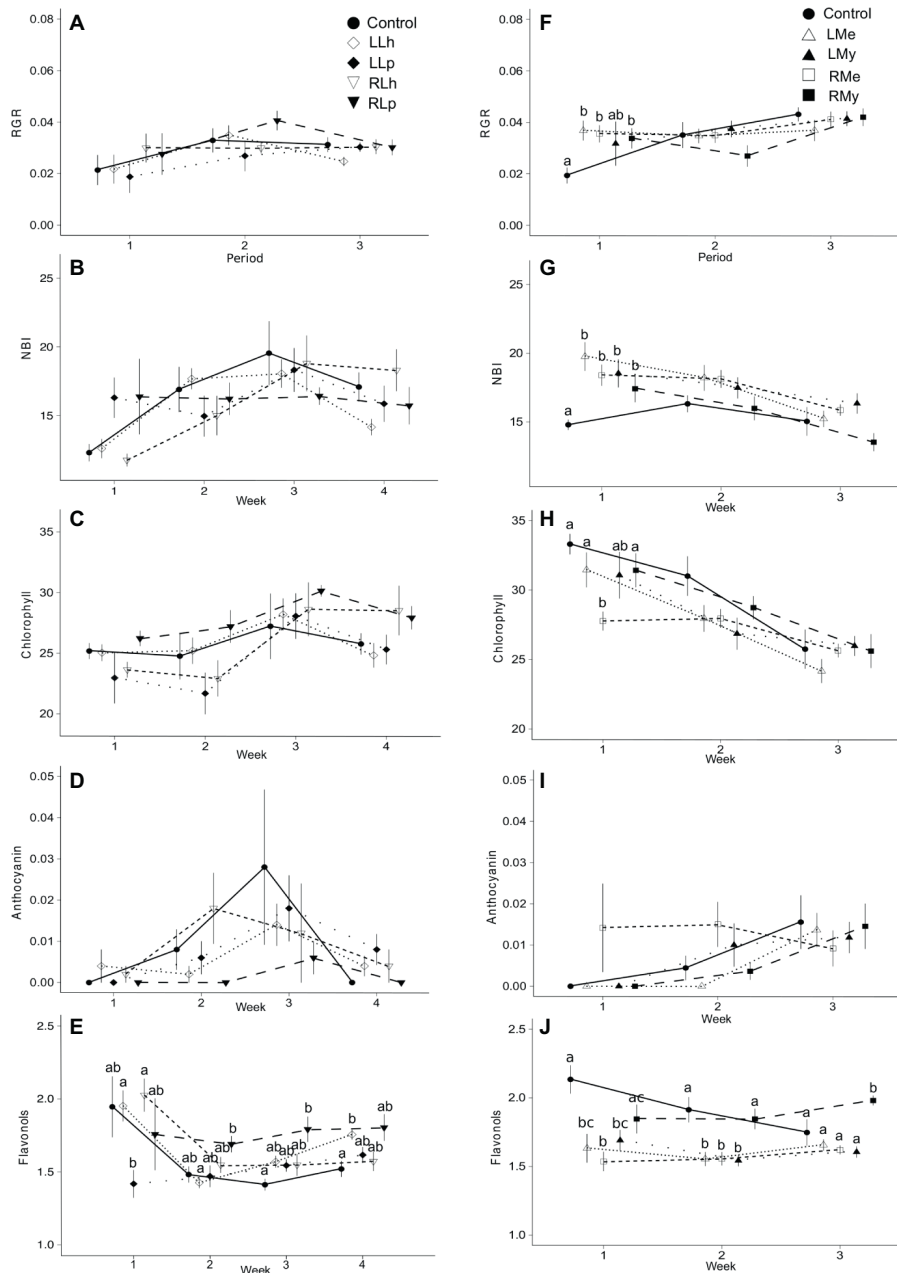 A
Control
LLh
LLp
RLh
RLp
0.08
0.06
0.04
0.02
0.00
RGR
1 2 3
Period
B
25
20
15
NBI
1 2 3 4
Week
C
35
30
25
20
Chlorophyll
1 2 3 4
Week
D
0.05
0.04
0.03
0.02
0.01
0.00
Anthocyanin
1 2 3 4
Week
E
2.5
2.0
1.5
1.0
Flavonols
ab a a ab
b
ab a ab ab b
ab a ab ab b
b a ab ab ab
1 2 3 4
Week
F
Control
LMe
LMy
RMe
RMy
0.08
0.06
0.04
0.02
0.00
RGR
a b b ab b
1 2 3
Period
G
25
20
15
NBI
a b b b b
1 2 3
Week
H
35
30
25
20
Chlorophyll
a a b ab a
1 2 3
Week
I
0.05
0.04
0.03
0.02
0.01
0.00
Anthocyanin
1 2 3
Week
J
2.5
2.0
1.5
1.0
Flavonols
a bc b bc ac
a b b b a
a a a a b
1 2 3
Week